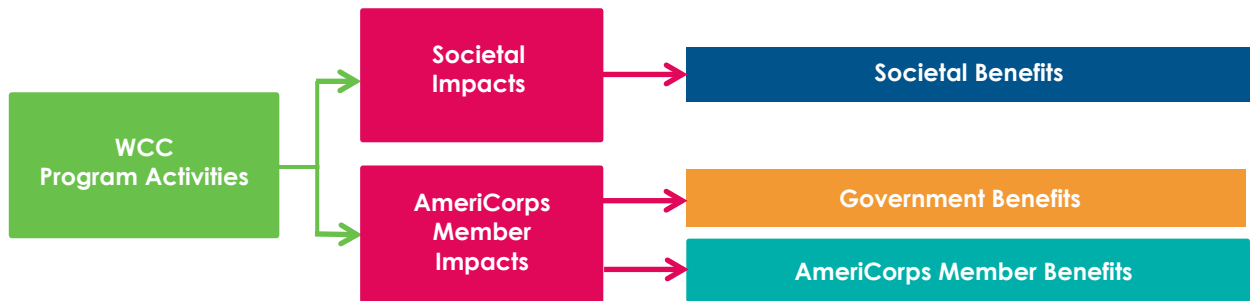 WCC
Program Activities
Societal
Impacts
Societal Benefits
AmeriCorps
Member
Impacts
Government Benefits
AmeriCorps Member Benefits